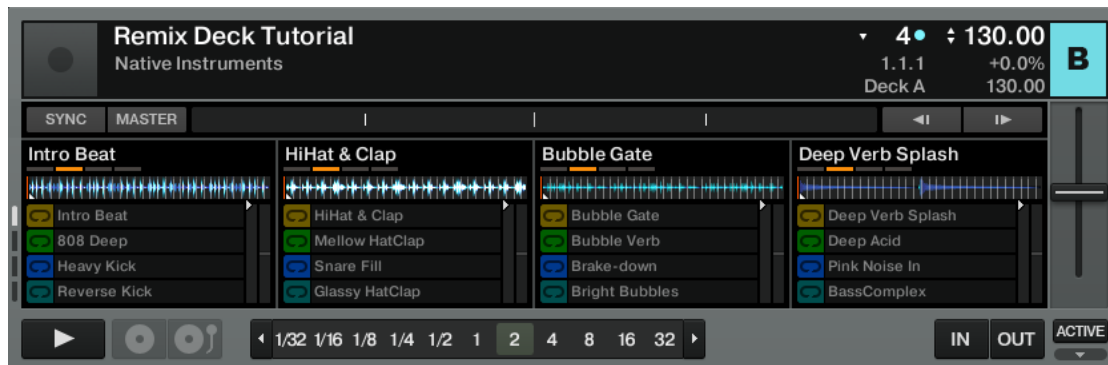 Remix Deck Tutorial
4
130.00
B
Native Instruments
1.1.1
+0.0%
Deck A
130.00
SYNC
MASTER
Intro Beat
HiHat & Clap
Bubble Gate
Deep Verb Splash
Intro Beat
808 Deep
Heavy Kick
Reverse Kick
HiHat & Clap
Mellow HatClap
Snare Fill
Glassy HatClap
Bubble Gate
Bubble Verb
Brake-down
Bright Bubbles
Deep Verb Splash
Deep Acid
Pink Noise In
BassComplex
1/32 1/16 1/8 1/4 1/2 1 2 4 8 16 32
IN
OUT
ACTIVE